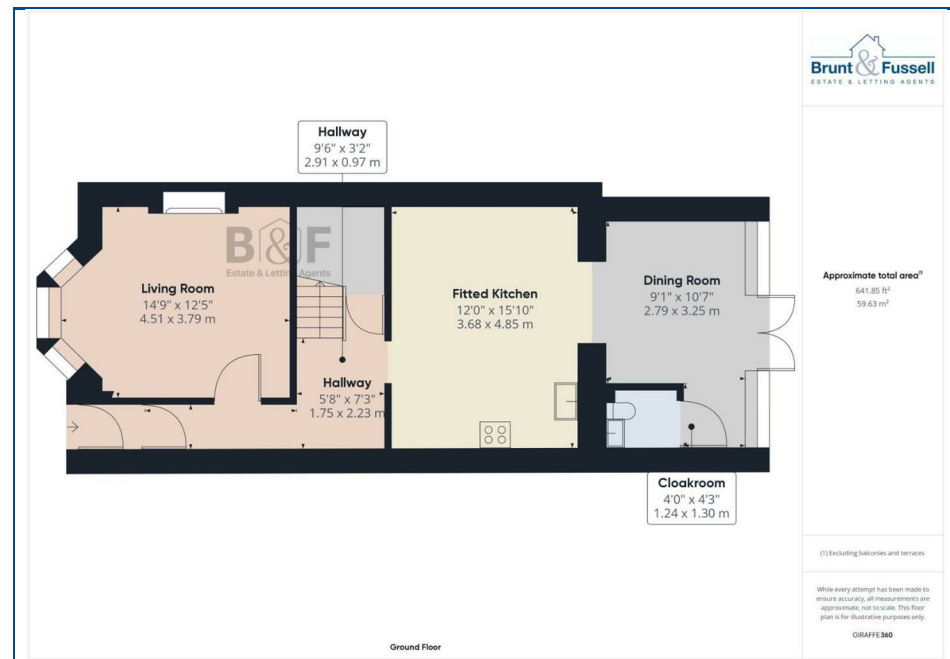 Hallway
9'6" x 3'2"
2.91 x 0.97 m
B&F
Estate & Letting Agents
Living Room
14'9" x 12'5"
4.51 x 3.79 m
Fitted Kitchen
12'0" x 15'10"
3.68 x 4.85 m
Dining Room
9'1" x 10'7"
2.79 x 3.25 m
Hallway
5'8" x 7'3"
1.75 x 2.23 m
Cloakroom
4'0" x 4'3"
1.24 x 1.30 m
Ground Floor
Brunt & Fussell
ESTATE & LETTING AGENTS
Approximate total area(1)
641.85 ft²
59.63 m²
(1) Excluding balconies and terraces
While every attempt has been made to
ensure accuracy, all measurements are
approximate, not to scale. This floor
plan is for illustrative purposes only.
GIRAFFE360